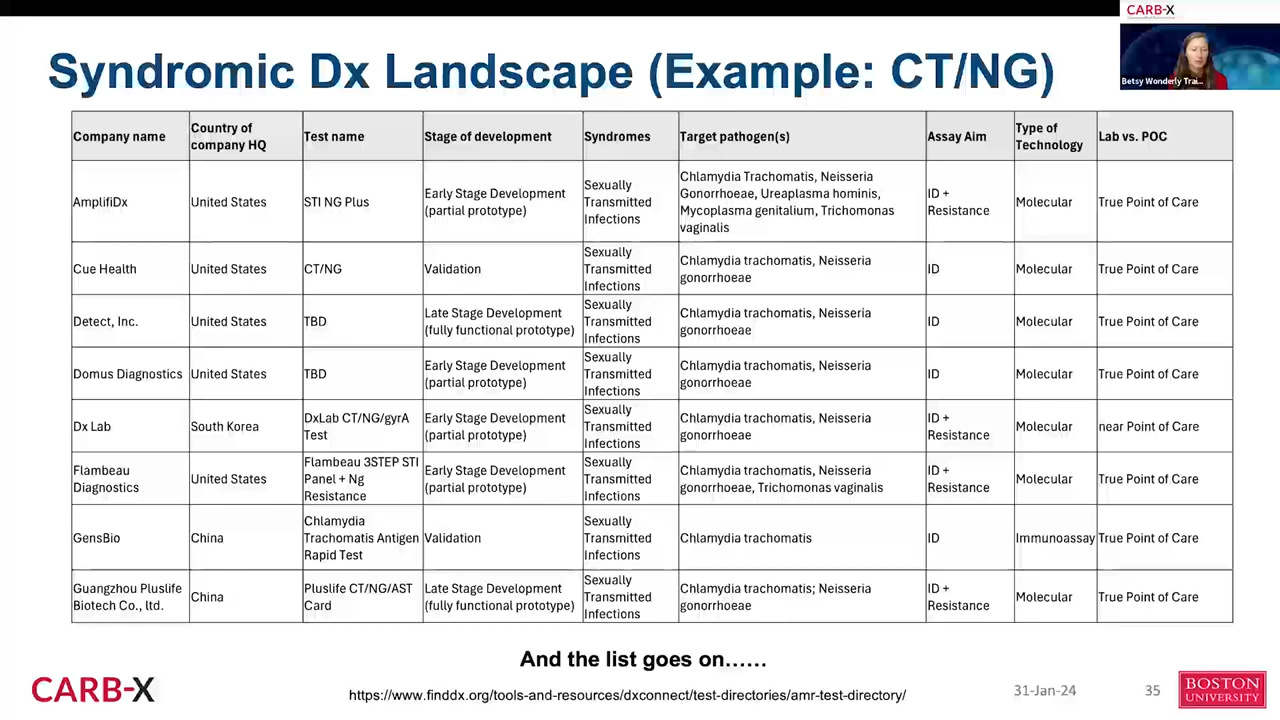 CARB-X
Betsy Wonderly Trai...
Syndromic Dx Landscape (Example: CT/NG)
Company name
Country of
company HQ
Test name
Stage of development
Syndromes
Target pathogen(s)
Assay Aim
Type of
Technology
Lab vs. POC
AmplifiDx
United States
STI NG Plus
Early Stage Development
(partial prototype)
Sexually
Transmitted
Infections
Chlamydia Trachomatis, Neisseria
Gonorrhoeae, Ureaplasma hominis,
Mycoplasma genitalium, Trichomonas
vaginalis
ID +
Resistance
Molecular
True Point of Care
Cue Health
United States
CT/NG
Validation
Sexually
Transmitted
Infections
Chlamydia trachomatis, Neisseria
gonorrhoeae
ID
Molecular
True Point of Care
Detect, Inc.
United States
TBD
Late Stage Development
(fully functional prototype)
Sexually
Transmitted
Infections
Chlamydia trachomatis, Neisseria
gonorrhoeae
ID
Molecular
True Point of Care
Domus Diagnostics
United States
TBD
Early Stage Development
(partial prototype)
Sexually
Transmitted
Infections
Chlamydia trachomatis, Neisseria
gonorrhoeae
ID
Molecular
True Point of Care
Dx Lab
South Korea
DxLab CT/NG/gyrA
Test
Early Stage Development
(partial prototype)
Sexually
Transmitted
Infections
Chlamydia trachomatis, Neisseria
gonorrhoeae
ID +
Resistance
Molecular
near Point of Care
Flambeau
Diagnostics
United States
Flambeau 3STEP STI
Panel + Ng
Resistance
Early Stage Development
(partial prototype)
Sexually
Transmitted
Infections
Chlamydia trachomatis, Neisseria
gonorrhoeae, Trichomonas vaginalis
ID +
Resistance
Molecular
True Point of Care
GensBio
China
Chlamydia
Trachomatis Antigen
Rapid Test
Validation
Sexually
Transmitted
Infections
Chlamydia trachomatis
ID
Immunoassay
True Point of Care
Guangzhou Pluslife
Biotech Co., ltd.
China
Pluslife CT/NG/AST
Card
Late Stage Development
(fully functional prototype)
Sexually
Transmitted
Infections
Chlamydia trachomatis; Neisseria
gonorrhoeae
ID +
Resistance
Molecular
True Point of Care
And the list goes on......
CARB-X
https://www.finddx.org/tools-and-resources/dxconnect/test-directories/amr-test-directory/
31-Jan-24
35
BOSTON
UNIVERSITY